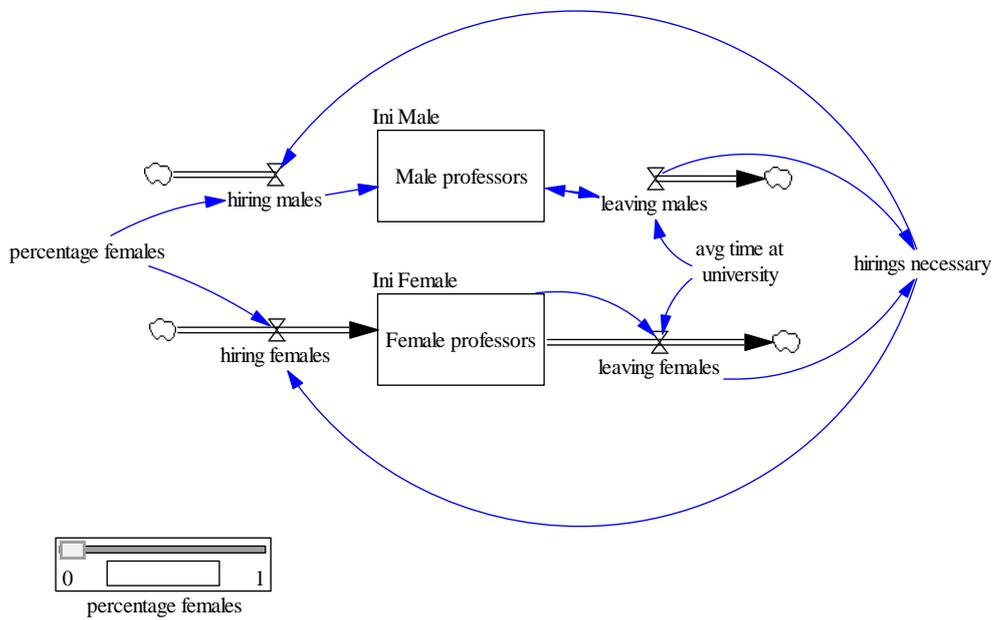 Ini Male
Male professors
hiring males
leaving males
percentage females
avg time at
university
hirings necessary
Ini Female
Female professors
hiring females
leaving females
0
1
percentage females